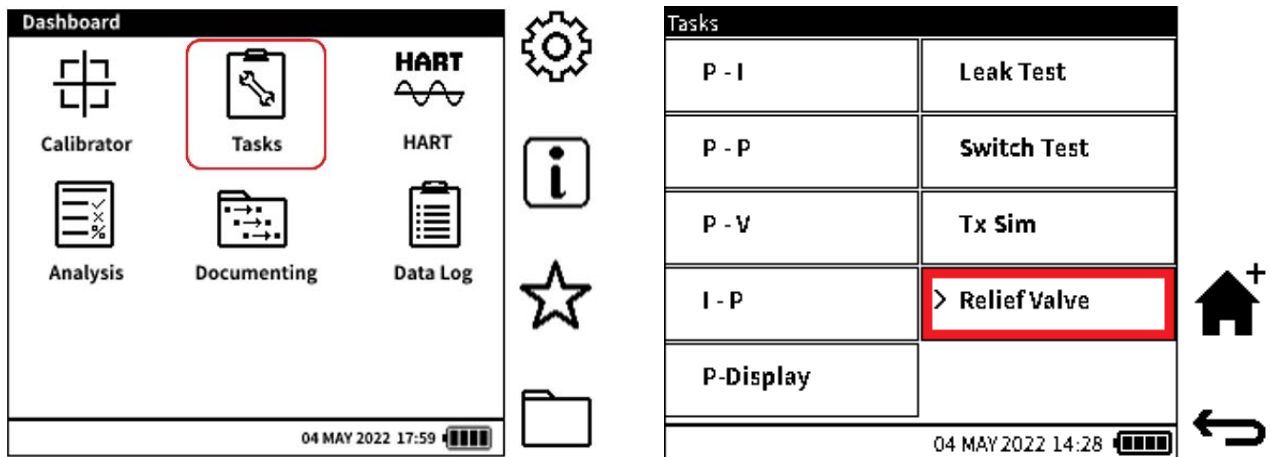 Dashboard
HART
Calibrator Tasks HART
Analysis Documenting Data Log
04 MAY 2022 17:59
Tasks
P - I Leak Test
P - P Switch Test
P - V Tx Sim
I - P > Relief Valve
P-Display
04 MAY 2022 14:28